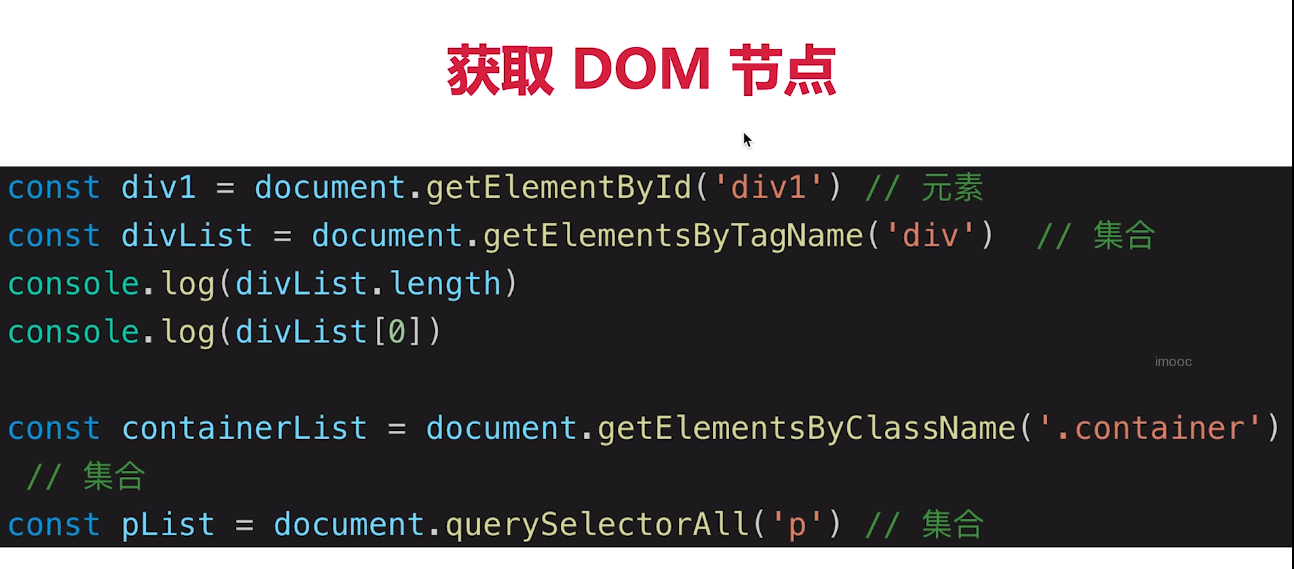 获取 DOM 节点
const div1 = document.getElementById('div1') // 元素
const divList = document.getElementsByTagName('div')  // 集合
console.log(divList.length)
console.log(divList[0])
imooc
const containerList = document.getElementsByClassName('.container')
// 集合
const pList = document.querySelectorAll('p') // 集合